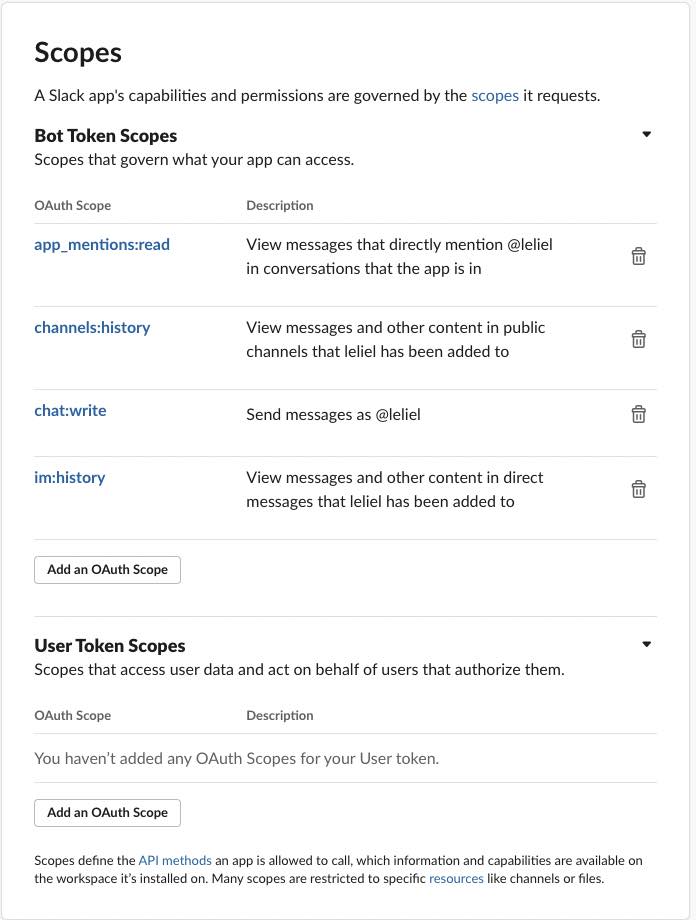 Scopes
A Slack app's capabilities and permissions are governed by the scopes it requests.
Bot Token Scopes
Scopes that govern what your app can access.
OAuth Scope Description
app_mentions:read View messages that directly mention @leliel
in conversations that the app is in
channels:history View messages and other content in public
channels that leliel has been added to
chat:write Send messages as @leliel
im:history View messages and other content in direct
messages that leliel has been added to
Add an OAuth Scope
User Token Scopes
Scopes that access user data and act on behalf of users that authorize them.
OAuth Scope Description
You haven’t added any OAuth Scopes for your User token.
Add an OAuth Scope
Scopes define the API methods an app is allowed to call, which information and capabilities are available on
the workspace it’s installed on. Many scopes are restricted to specific resources like channels or files.